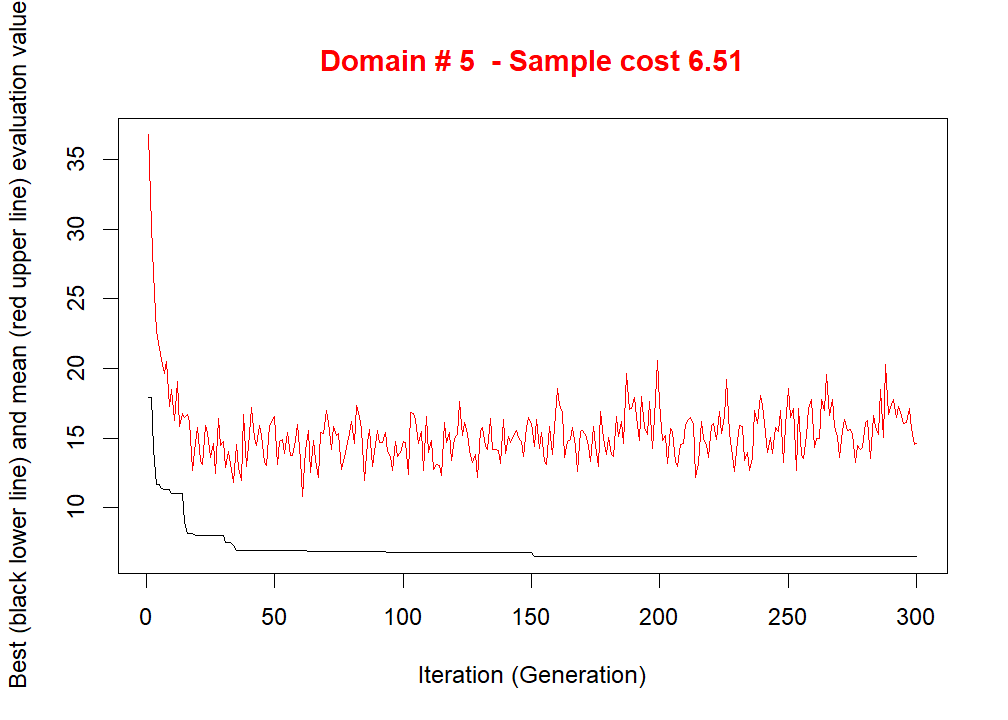 Domain # 5  - Sample cost 6.51
Best (black lower line) and mean (red upper line) evaluation value
35
30
25
20
15
10
0 50 100 150 200 250 300
Iteration (Generation)